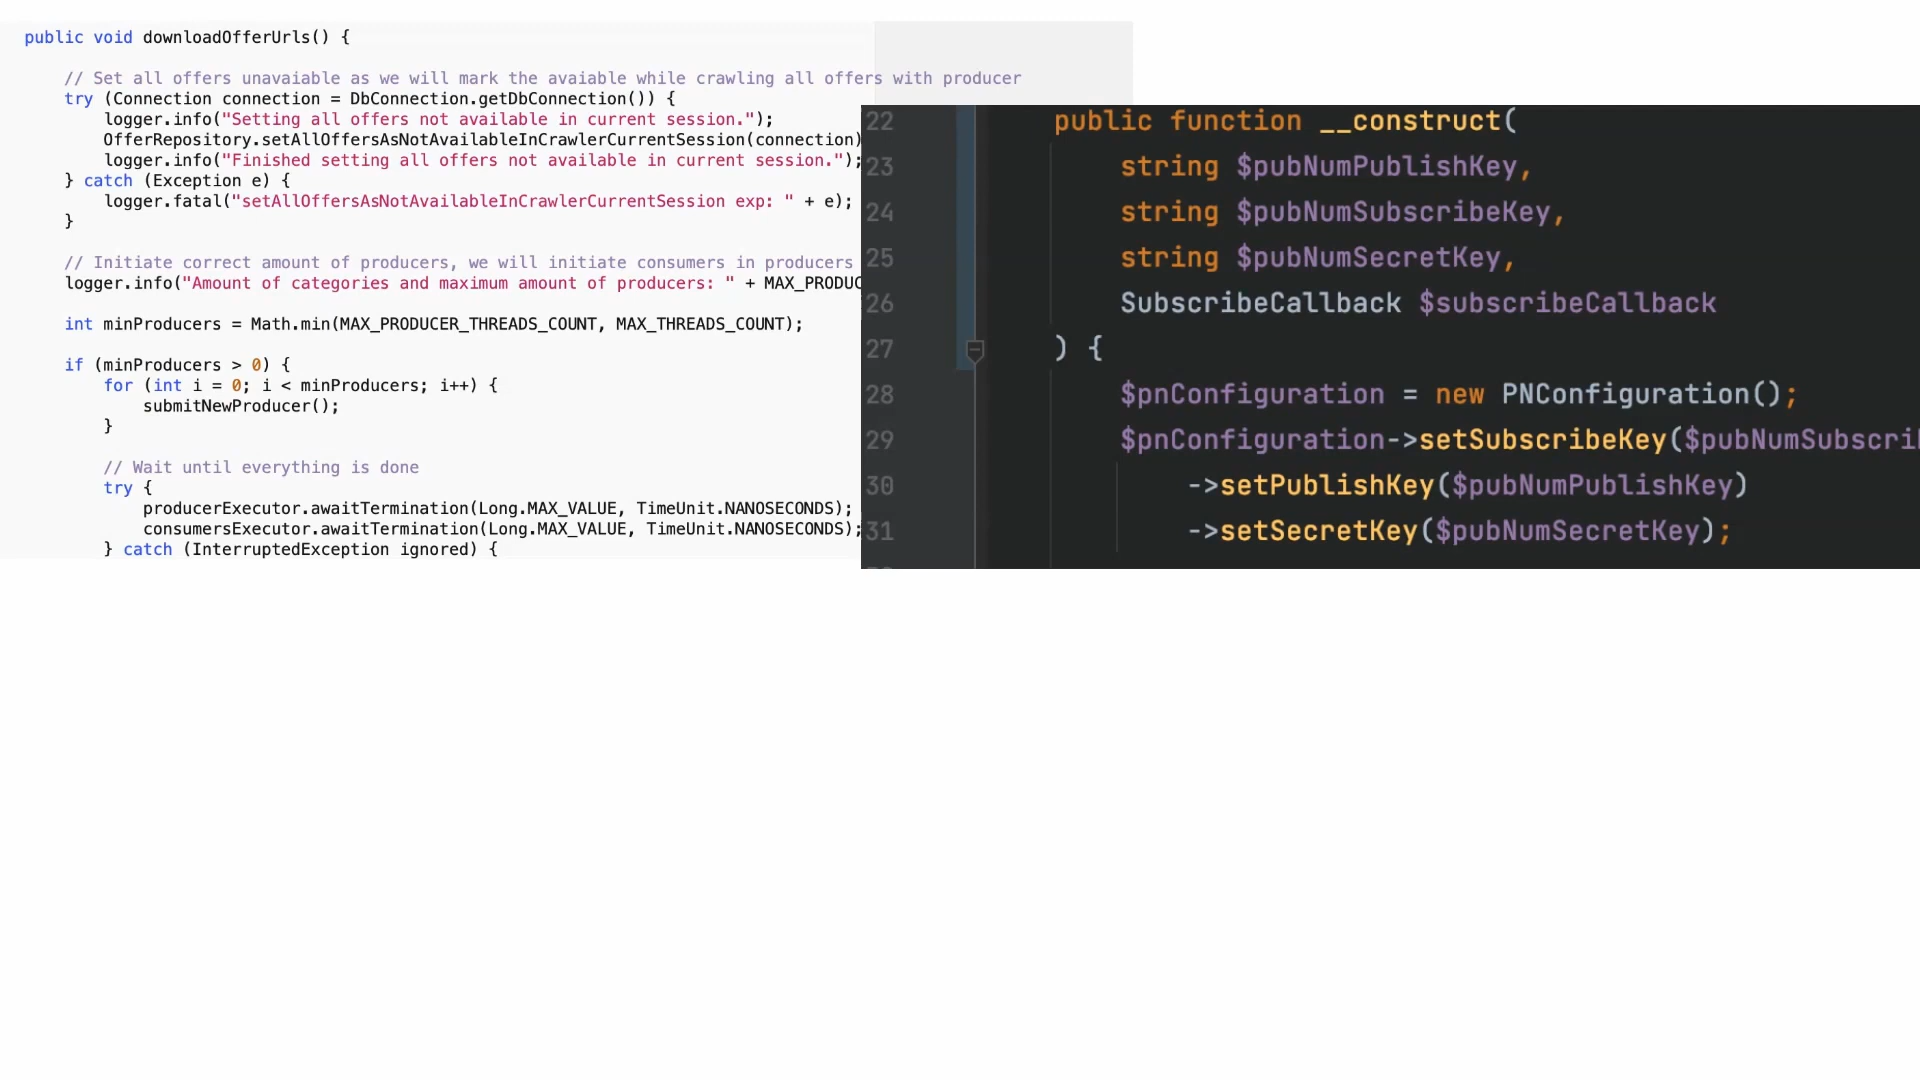 public void downloadOfferUrls() {
// Set all offers unavaiable as we will mark the avaiable while crawling all offers with producer
try (Connection connection = DbConnection.getDbConnection()) {
logger.info("Setting all offers not available in current session.");
OfferRepository.setAllOffersAsNotAvailableInCrawlerCurrentSession(connection)
logger.info("Finished setting all offers not available in current session.");
} catch (Exception e) {
logger.fatal("setAllOffersAsNotAvailableInCrawlerCurrentSession exp: " + e);
}
// Initiate correct amount of producers, we will initiate consumers in producers
logger.info("Amount of categories and maximum amount of producers: " + MAX_PRODUC
int minProducers = Math.min(MAX_PRODUCER_THREADS_COUNT, MAX_THREADS_COUNT);
if (minProducers > 0) {
for (int i = 0; i < minProducers; i++) {
submitNewProducer();
}
// Wait until everything is done
try {
producerExecutor.awaitTermination(Long.MAX_VALUE, TimeUnit.NANOSECONDS);
consumersExecutor.awaitTermination(Long.MAX_VALUE, TimeUnit.NANOSECONDS);
} catch (InterruptedException ignored) {
22 public function __construct(
23 string $pubNumPublishKey,
24 string $pubNumSubscribeKey,
25 string $pubNumSecretKey,
26 SubscribeCallback $subscribeCallback
27 ) {
28 $pnConfiguration = new PNConfiguration();
29 $pnConfiguration->setSubscribeKey($pubNumSubscri
30 ->setPublishKey($pubNumPublishKey)
31 ->setSecretKey($pubNumSecretKey);